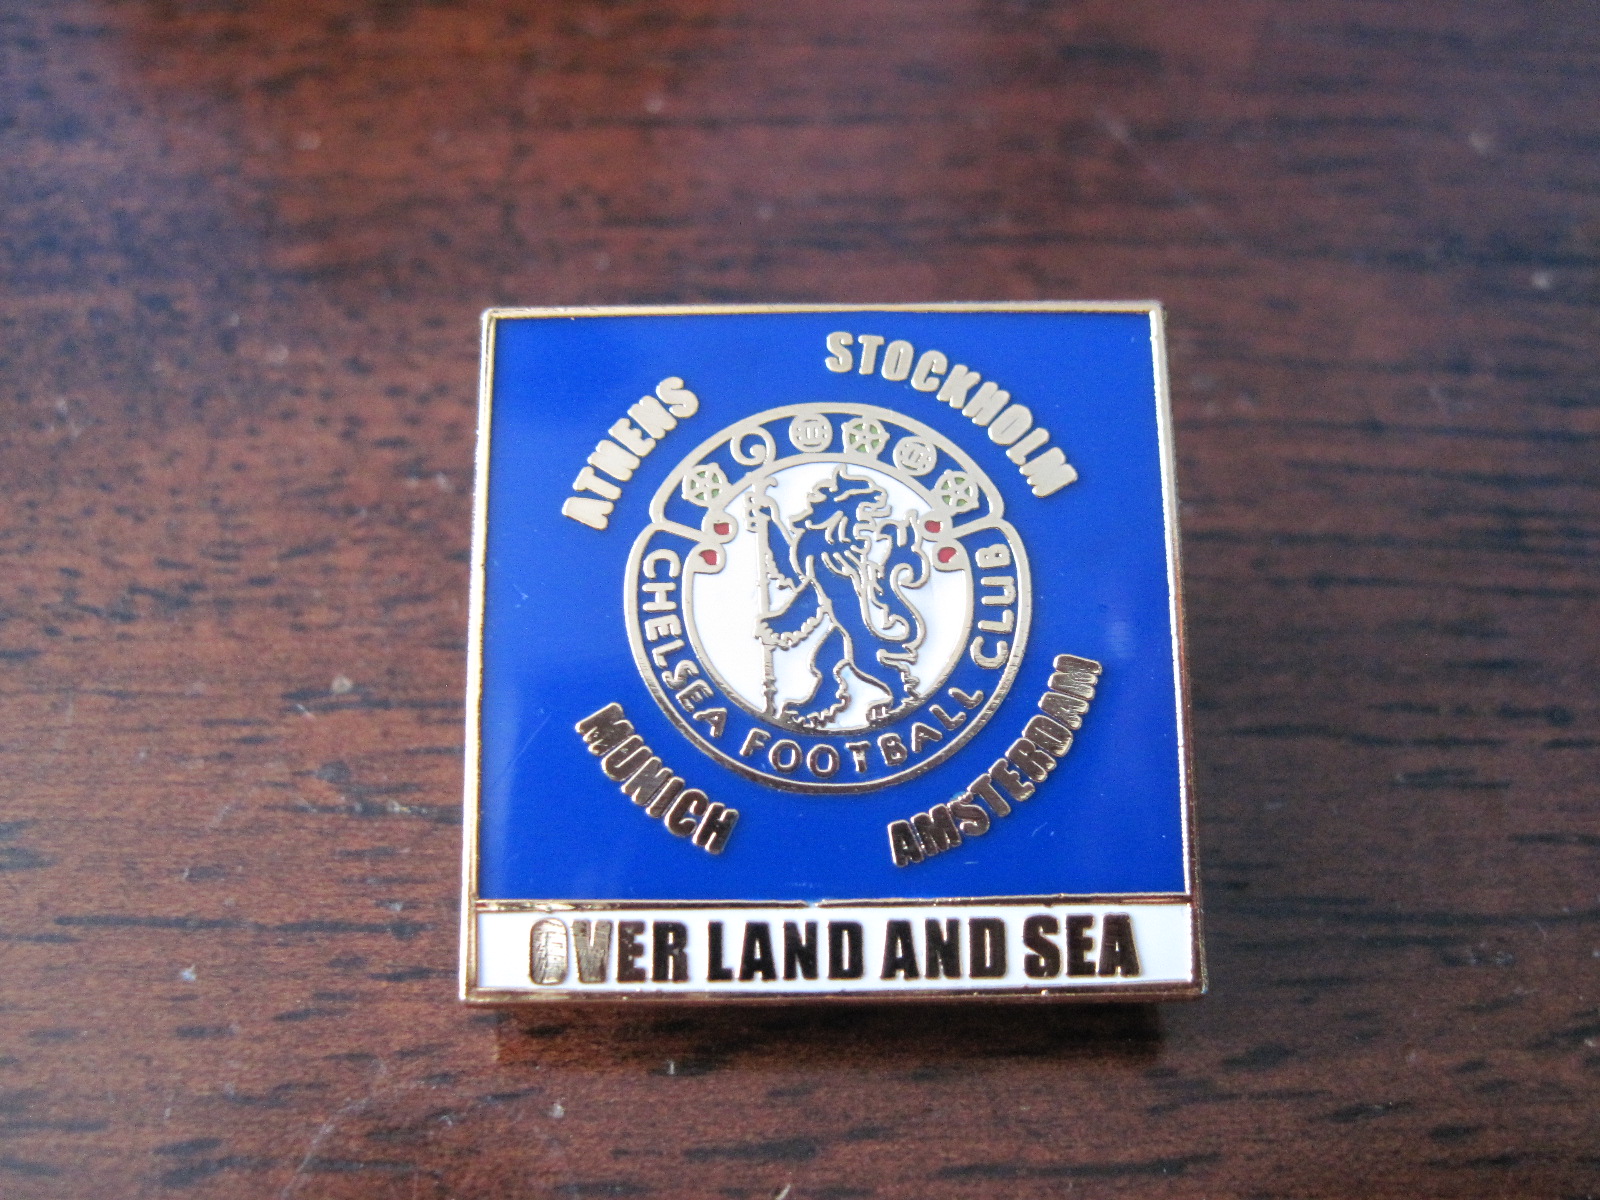 ATHENS
STOCKHOLM
CHELSEA FOOTBALL CLUB
MUNICH
AMSTERDAM
OVER LAND AND SEA